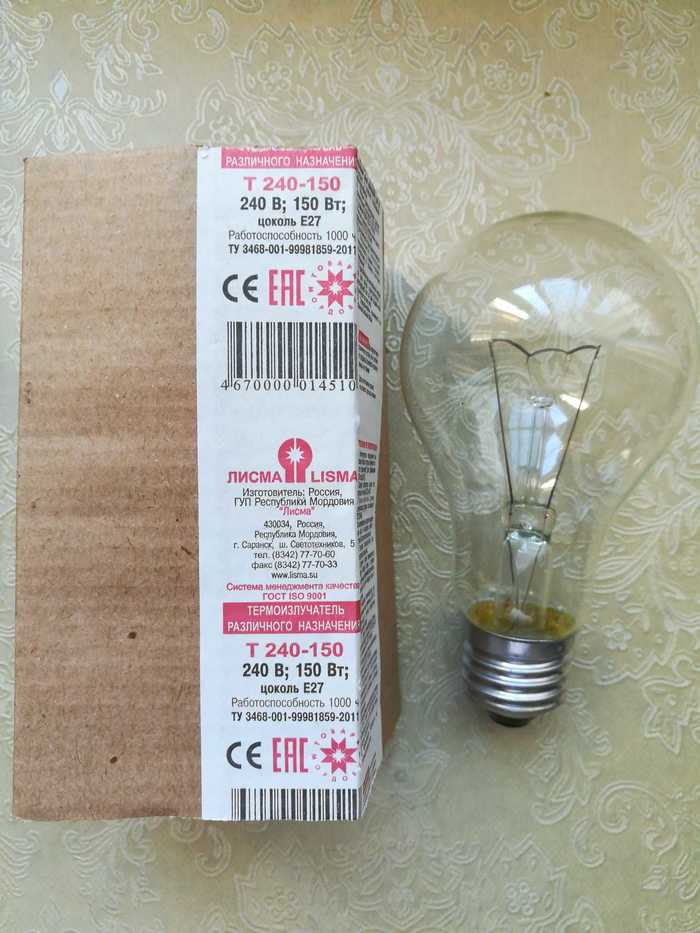 РАЗЛИЧНОГО НАЗНАЧЕНИ
Т 240-150
240 В; 150 Вт;
цоколь Е27
Работоспособность 1000 ч
ТУ 3468-001-99981859-2011
CE EAC
4670000014510
ЛИСМА LISMA
Изготовитель: Россия,
ГУП Республики Мордовия
"Лисма"
430034, Россия,
Республика Мордовия,
г. Саранск, ш. Светотехников, 5
тел. (8342) 77-70-60
факс (8342) 77-70-33
www.lisma.su
Система менеджмента качества
ГОСТ ISO 9001
ТЕРМОИЗЛУЧАТЕЛЬ
РАЗЛИЧНОГО НАЗНАЧЕНИ
Т 240-150
240 В; 150 Вт;
цоколь Е27
Работоспособность 1000 ч
ТУ 3468-001-99981859-2011
CE EAC